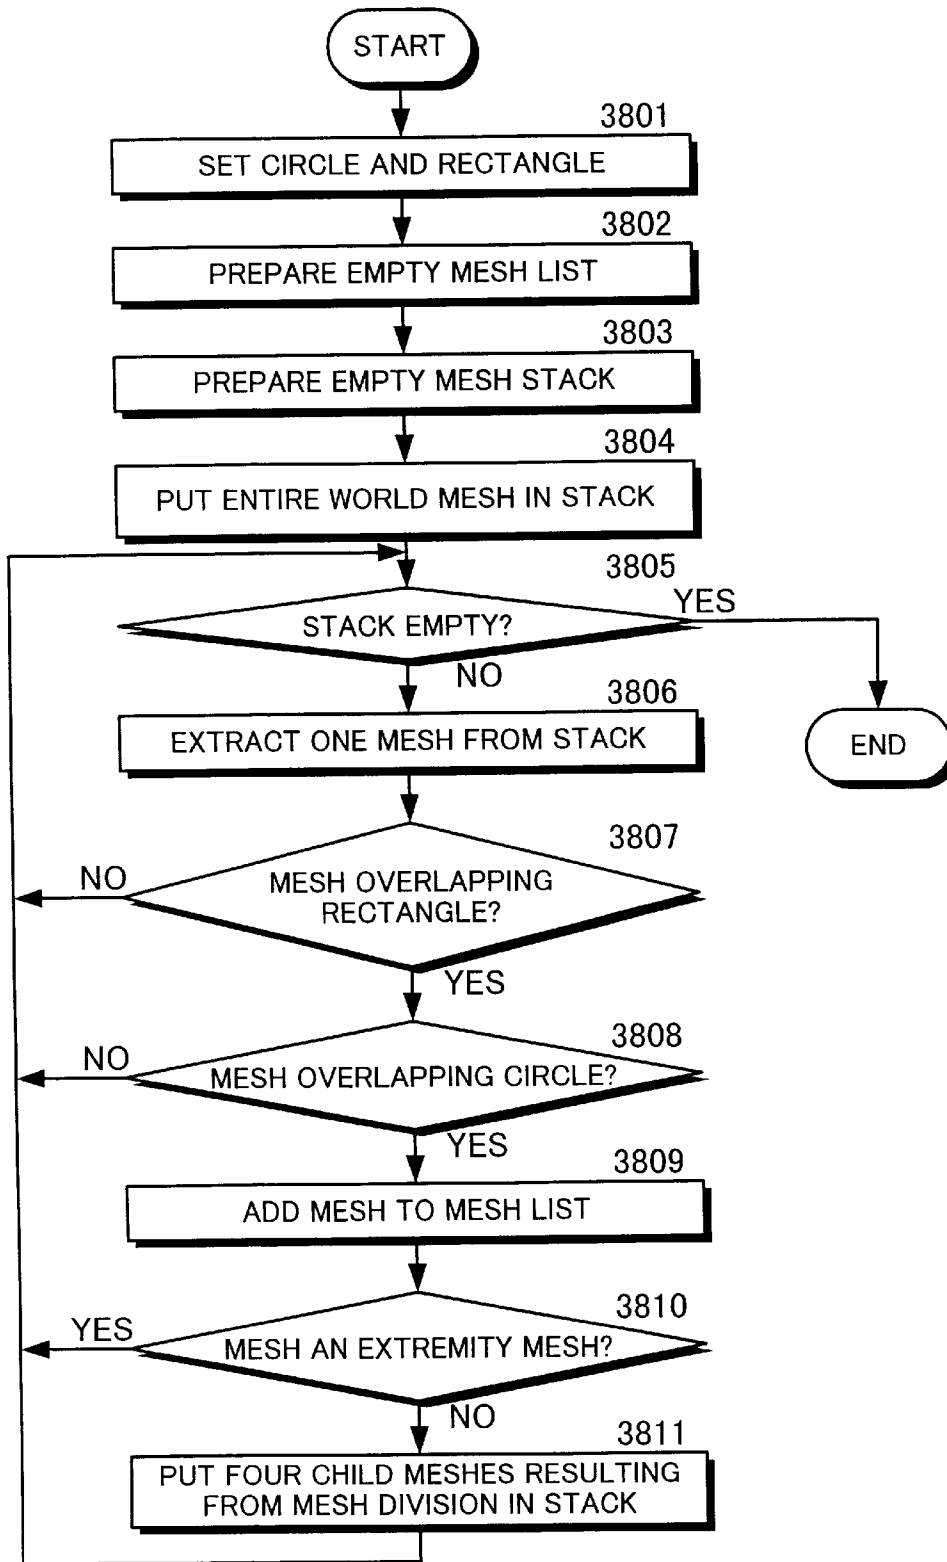 START
3801
SET CIRCLE AND RECTANGLE
3802
PREPARE EMPTY MESH LIST
3803
PREPARE EMPTY MESH STACK
3804
PUT ENTIRE WORLD MESH IN STACK
3805
STACK EMPTY?
YES
NO
3806
EXTRACT ONE MESH FROM STACK
END
3807
NO
MESH OVERLAPPING
RECTANGLE?
YES
3808
NO
MESH OVERLAPPING CIRCLE?
YES
3809
ADD MESH TO MESH LIST
3810
YES
MESH AN EXTREMITY MESH?
NO
3811
PUT FOUR CHILD MESHES RESULTING
FROM MESH DIVISION IN STACK